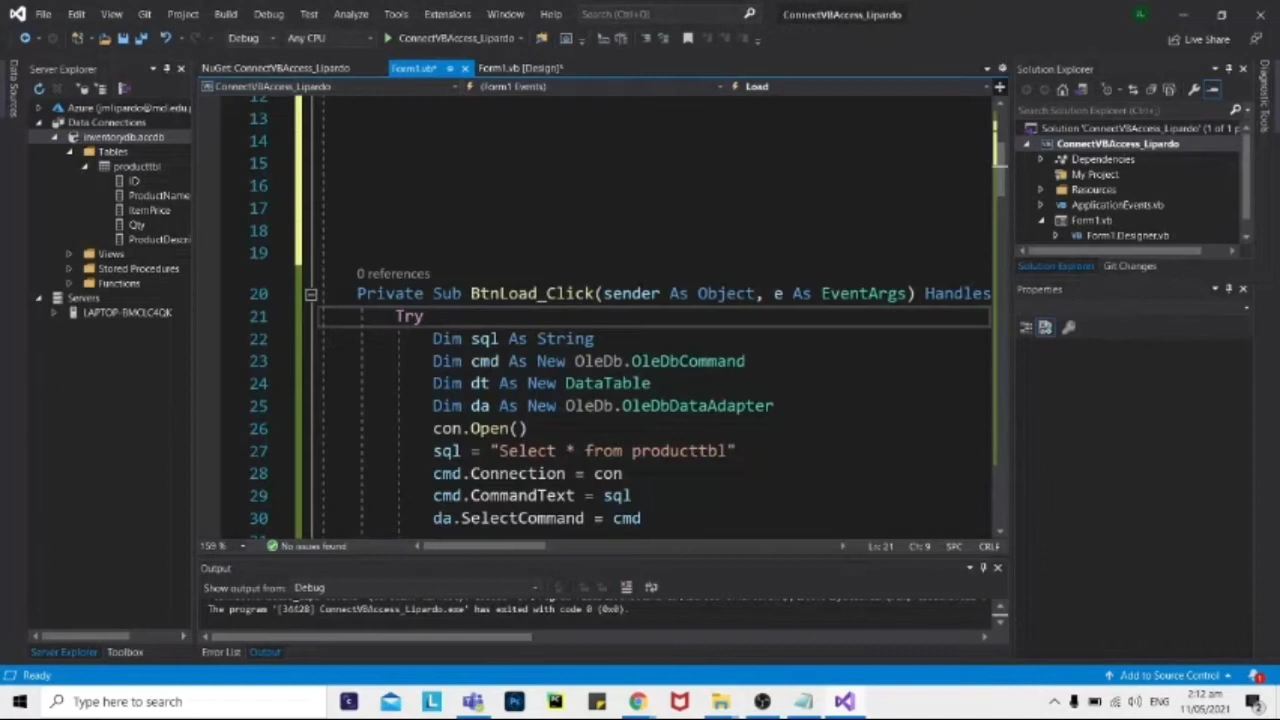 File Edit View Git Project Build Debug Test Analyze Tools Extensions Window Help Search (Ctrl+Q) ConnectVBAccess_Lipardo
Debug Any CPU ConnectVBAccess_Lipardo Live Share
Data Sources
Server Explorer
Azure (jmlipardo@mcl.edu.
Data Connections
inventorydb.accdb
Tables
producttbl
ID
ProductName
ItemPrice
Qty
ProductDescri
Views
Stored Procedures
Functions
Servers
LAPTOP-BMCLC4QK
Server Explorer Toolbox
NuGet: ConnectVBAccess_Lipardo Form1.vb* Form1.vb [Design]*
ConnectVBAccess_Lipardo (Form1 Events) Load
12
13
14
15
16
17
18
19
0 references
20 Private Sub BtnLoad_Click(sender As Object, e As EventArgs) Handles
21 Try
22 Dim sql As String
23 Dim cmd As New OleDb.OleDbCommand
24 Dim dt As New DataTable
25 Dim da As New OleDb.OleDbDataAdapter
26 con.Open()
27 sql = "Select * from producttbl"
28 cmd.Connection = con
29 cmd.CommandText = sql
30 da.SelectCommand = cmd
159 % No issues found Ln: 21 Ch: 9 SPC CRLF
Output
Show output from: Debug
The program '[34428] ConnectVBAccess_Lipardo.exe' has exited with code 0 (0x0).
Error List Output
Solution Explorer
Search Solution Explorer (Ctrl+;)
Solution 'ConnectVBAccess_Lipardo' (1 of 1 p
ConnectVBAccess_Lipardo
Dependencies
My Project
Resources
ApplicationEvents.vb
Form1.vb
Form1.Designer.vb
Solution Explorer Git Changes
Properties
Diagnostic Tools
Ready Add to Source Control
Type here to search
ENG
2:12 am
11/05/2021